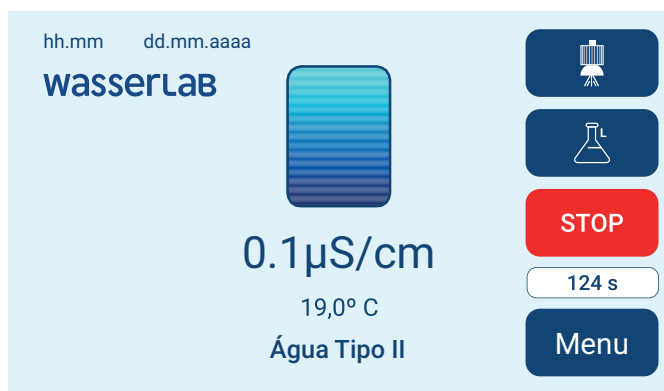 hh.mm dd.mm.aaaa
wasserLAB
L
STOP
0.1µS/cm
124 s
19,0º C
Menu
Água Tipo II